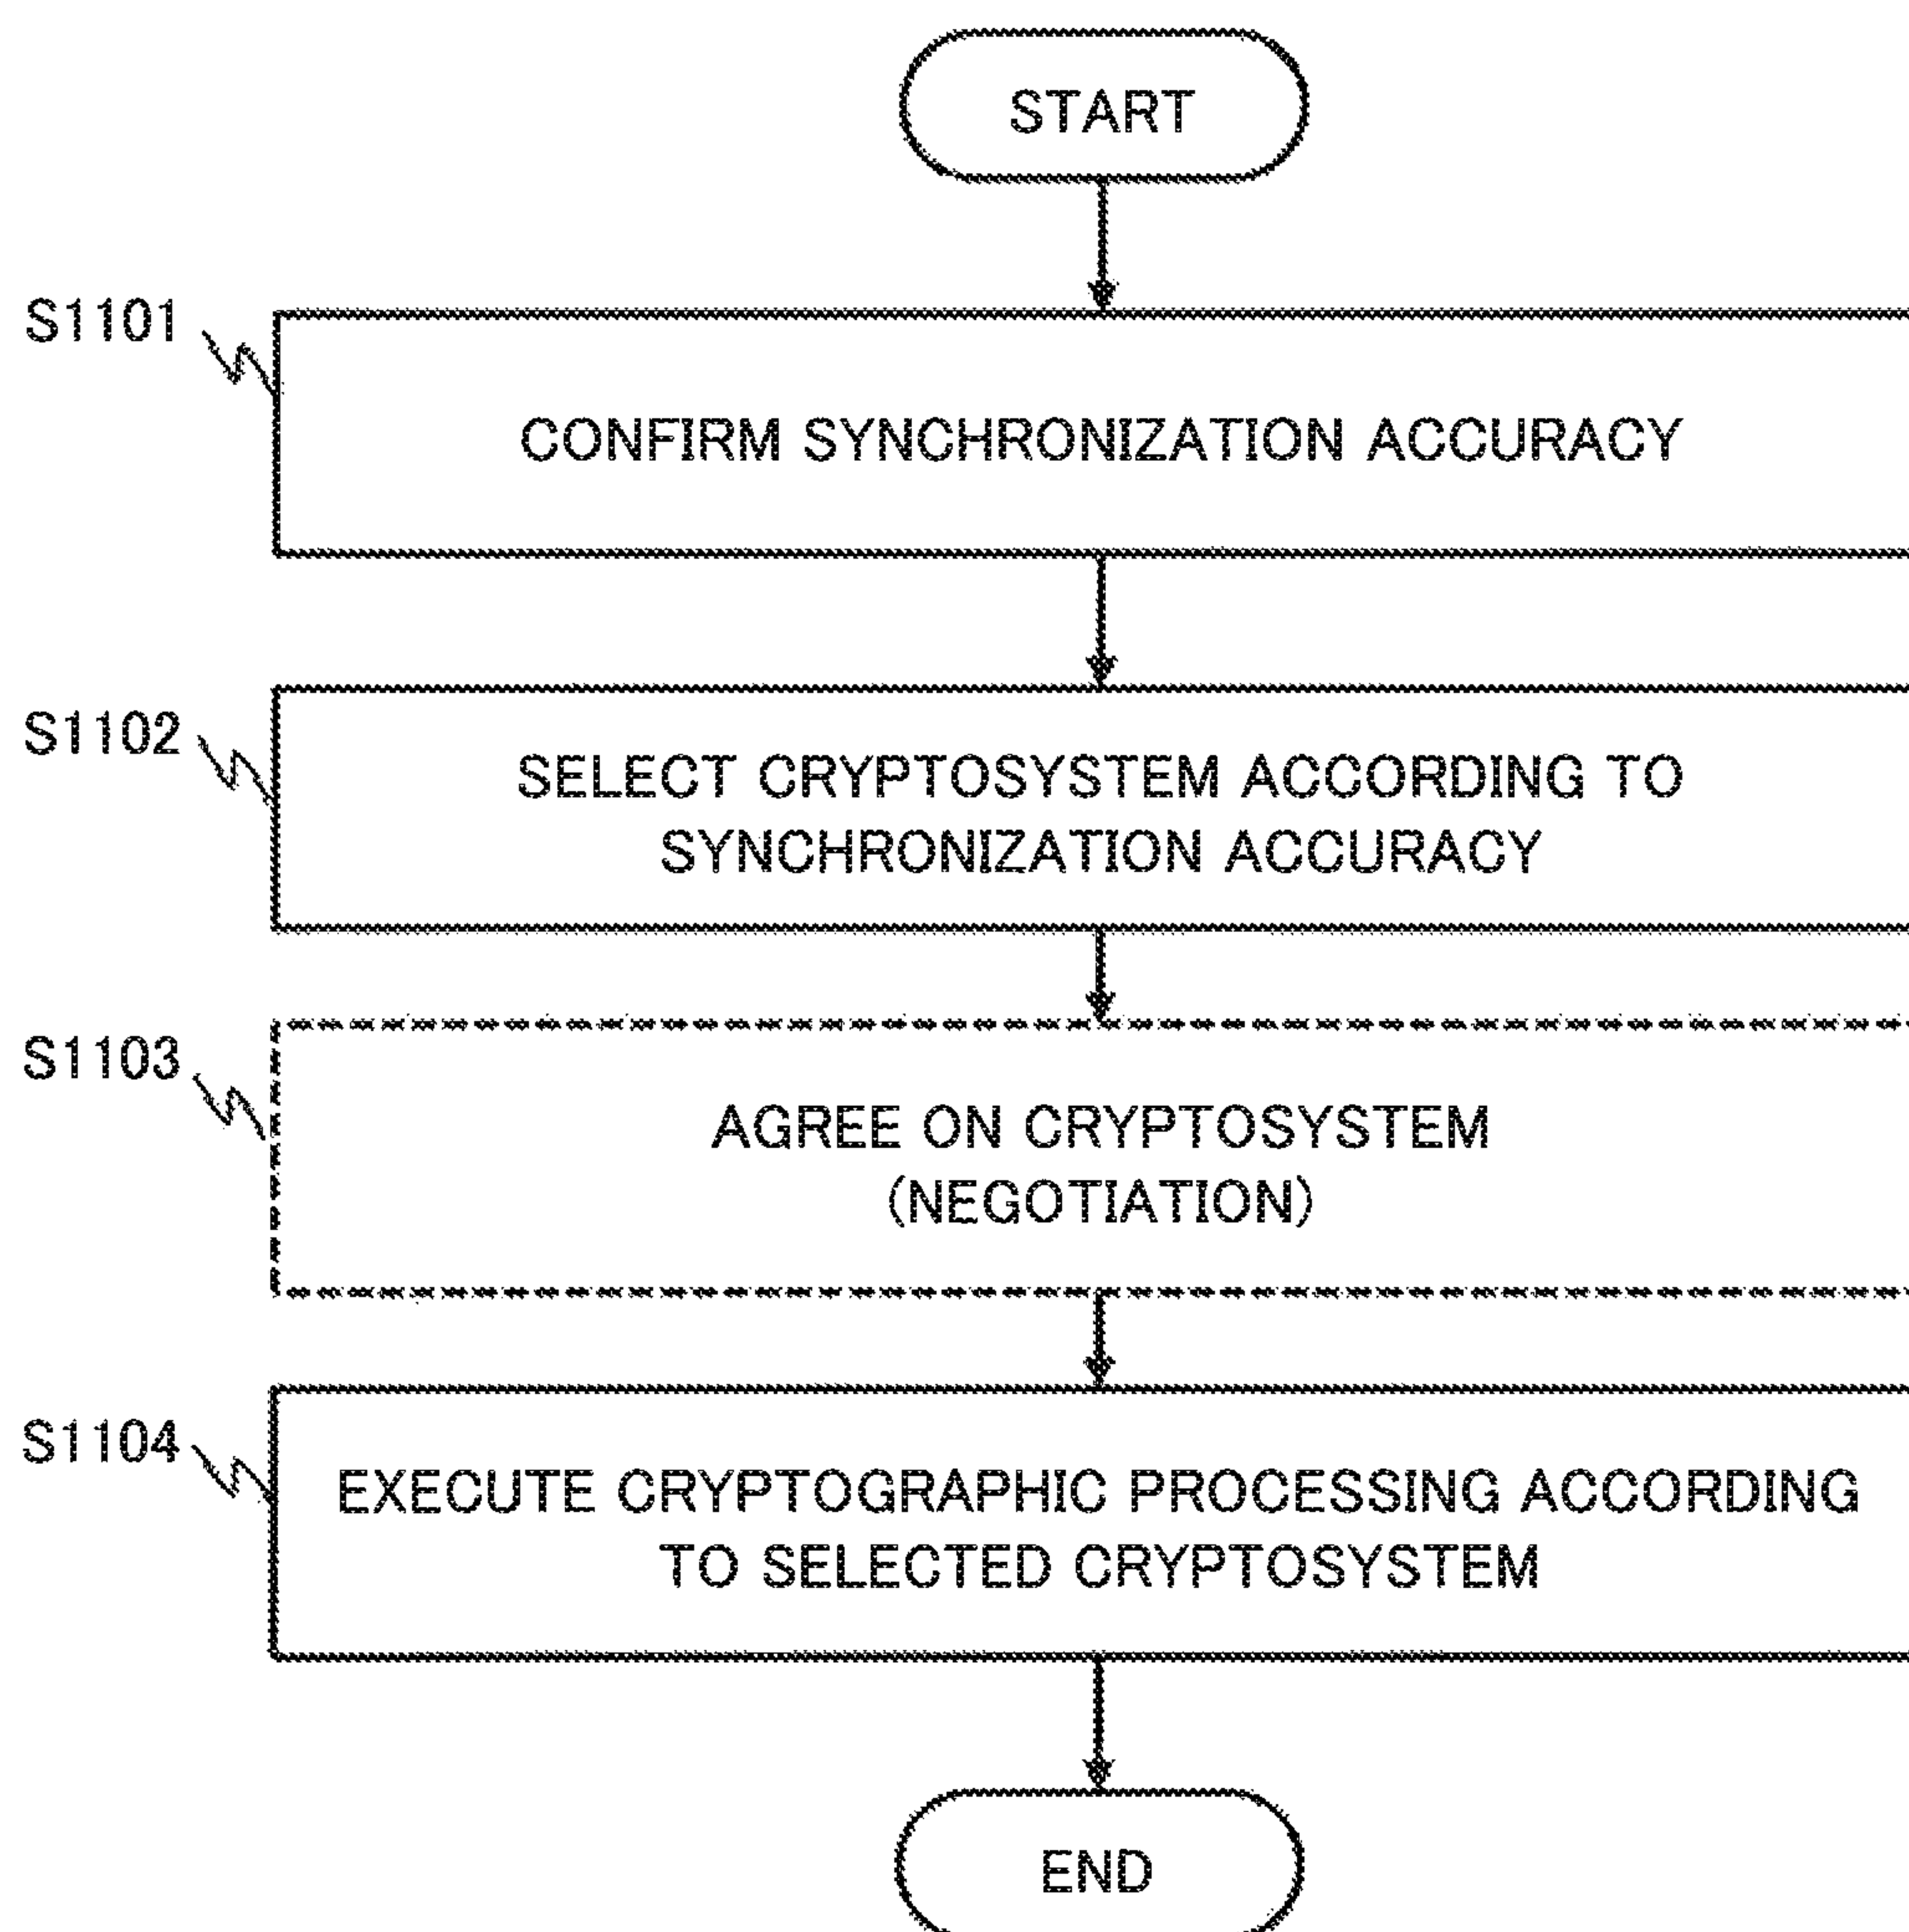 START
S1101
CONFIRM SYNCHRONIZATION ACCURACY
S1102
SELECT CRYPTOSYSTEM ACCORDING TO
SYNCHRONIZATION ACCURACY
S1103
AGREE ON CRYPTOSYSTEM
(NEGOTIATION)
S1104
EXECUTE CRYPTOGRAPHIC PROCESSING ACCORDING
TO SELECTED CRYPTOSYSTEM
END